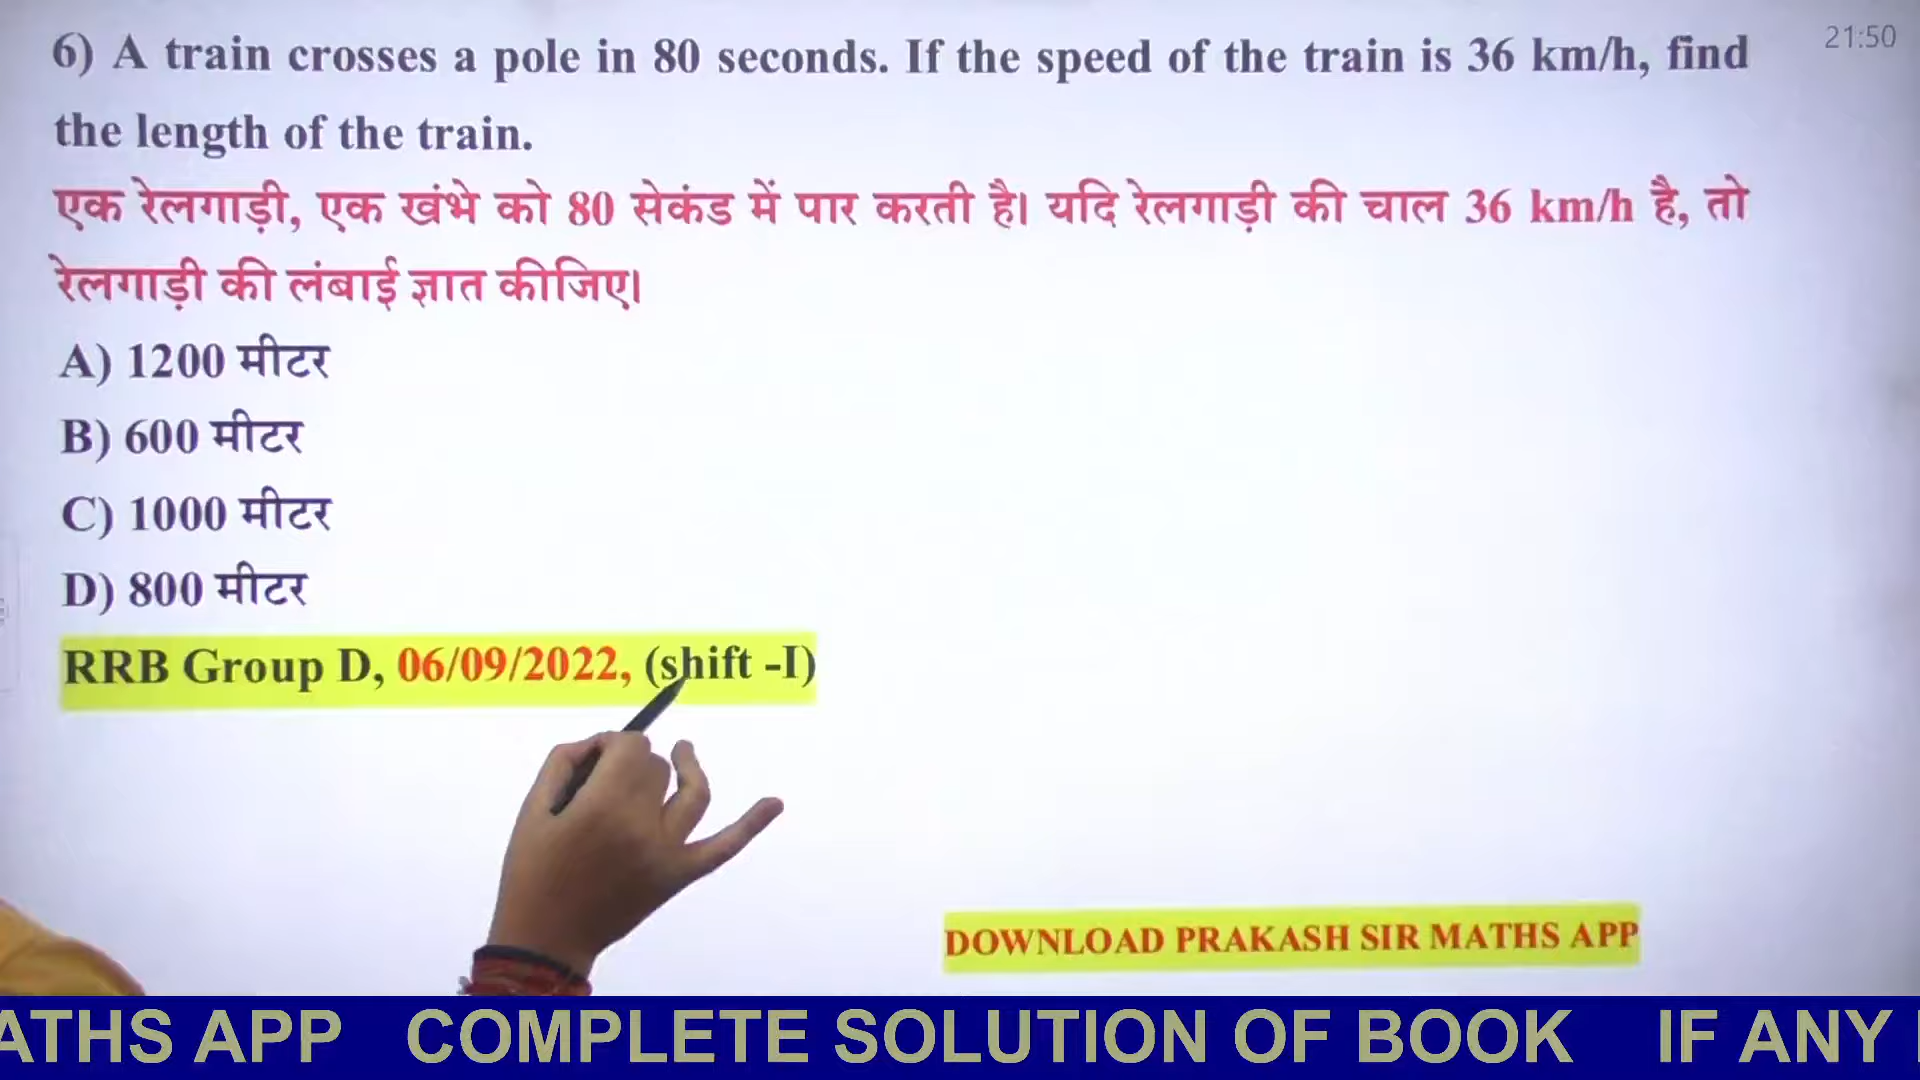 21:50
6) A train crosses a pole in 80 seconds. If the speed of the train is 36 km/h, find
the length of the train.
एक रेलगाड़ी, एक खंभे को 80 सेकंड में पार करती है। यदि रेलगाड़ी की चाल 36 km/h है, तो
रेलगाड़ी की लंबाई ज्ञात कीजिए।
A) 1200 मीटर
B) 600 मीटर
C) 1000 मीटर
D) 800 मीटर
RRB Group D, 06/09/2022, (shift -I)
DOWNLOAD PRAKASH SIR MATHS APP
ATHS APP COMPLETE SOLUTION OF BOOK IF ANY